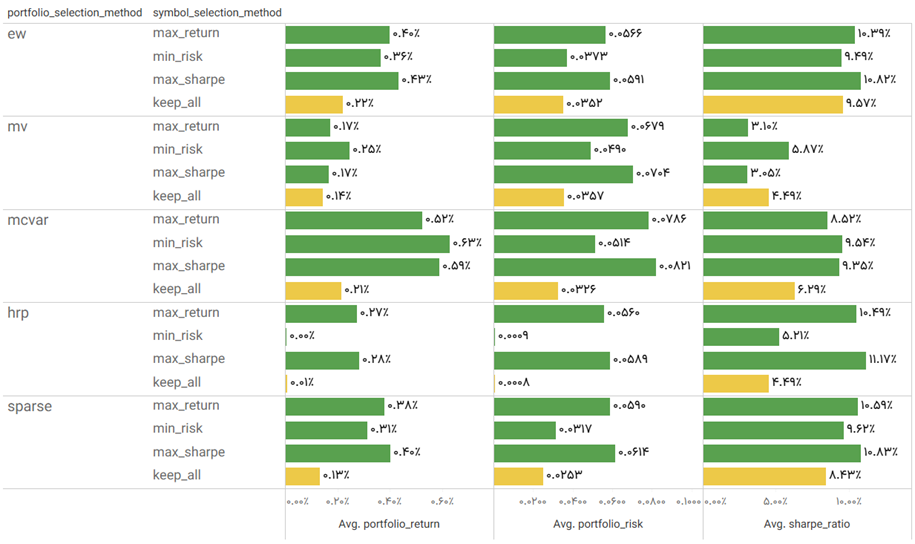 portfolio_selection_method symbol_selection_method
ew max_return ۰.۴۰٪ ۰.۰۵۶۶ ۱۰.۳۹٪
min_risk ۰.۳۶٪ ۰.۰۳۷۳ ۹.۴۹٪
max_sharpe ۰.۴۳٪ ۰.۰۵۹۱ ۱۰.۸۲٪
keep_all ۰.۲۲٪ ۰.۰۳۵۲ ۹.۵۷٪
mv max_return ۰.۱۷٪ ۰.۰۶۷۹ ۳.۱۰٪
min_risk ۰.۲۵٪ ۰.۰۴۹۰ ۵.۸۷٪
max_sharpe ۰.۱۷٪ ۰.۰۷۰۴ ۳.۰۵٪
keep_all ۰.۱۴٪ ۰.۰۳۵۷ ۴.۴۹٪
mcvar max_return ۰.۵۲٪ ۰.۰۷۸۶ ۸.۵۲٪
min_risk ۰.۶۳٪ ۰.۰۵۱۴ ۹.۵۴٪
max_sharpe ۰.۵۹٪ ۰.۰۸۲۱ ۹.۳۵٪
keep_all ۰.۲۱٪ ۰.۰۳۲۶ ۶.۲۹٪
hrp max_return ۰.۲۷٪ ۰.۰۵۶۰ ۱۰.۴۹٪
min_risk ۰.۰۰٪ ۰.۰۰۰۹ ۵.۲۱٪
max_sharpe ۰.۲۸٪ ۰.۰۵۸۹ ۱۱.۱۷٪
keep_all ۰.۰۱٪ ۰.۰۰۰۸ ۴.۴۹٪
sparse max_return ۰.۳۸٪ ۰.۰۵۹۰ ۱۰.۵۹٪
min_risk ۰.۳۱٪ ۰.۰۳۱۷ ۹.۶۲٪
max_sharpe ۰.۴۰٪ ۰.۰۶۱۴ ۱۰.۸۳٪
keep_all ۰.۱۳٪ ۰.۰۲۵۳ ۸.۴۳٪
۰.۰۰٪ ۰.۲۰٪ ۰.۴۰٪ ۰.۶۰٪ ۰.۰۲۰۰ ۰.۰۴۰۰ ۰.۰۶۰۰ ۰.۰۸۰۰ ۰.۱۰۰۰ ۰.۰۰٪ ۵.۰۰٪ ۱۰.۰۰٪
Avg. portfolio_return Avg. portfolio_risk Avg. sharpe_ratio